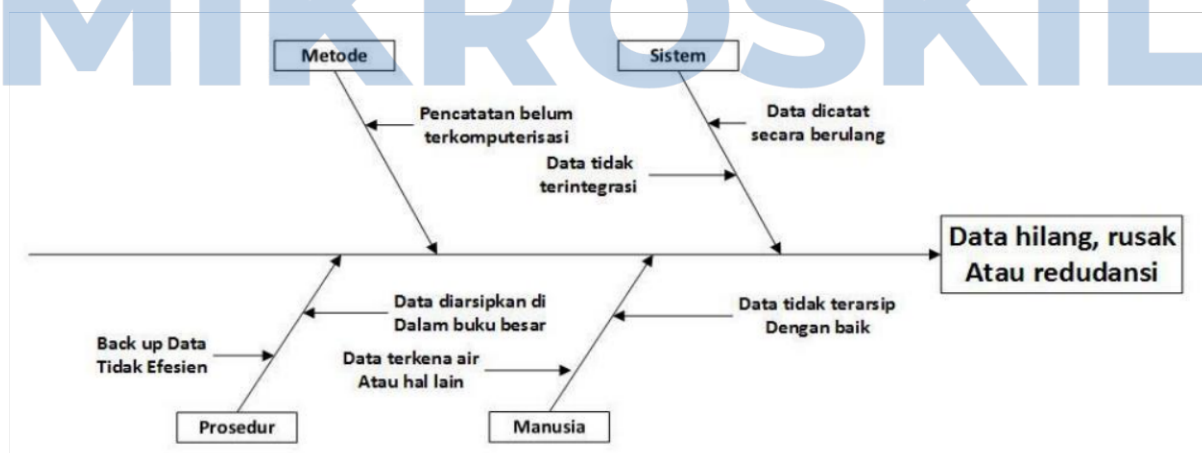 MIKROSKIL
Metode
Sistem
Pencatatan belum
terkomputerisasi
Data dicatat
secara berulang
Data tidak
terintegrasi
Data hilang, rusak
Atau redudansi
Data diarsipkan di
Dalam buku besar
Data tidak terarsip
Dengan baik
Back up Data
Tidak Efesien
Data terkena air
Atau hal lain
Prosedur
Manusia